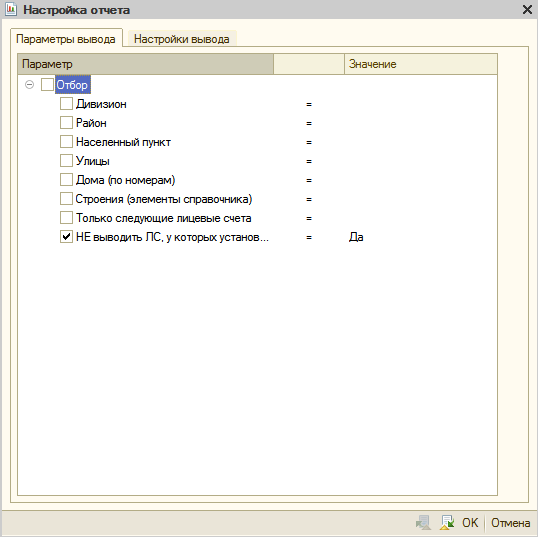 Настройка отчета
Параметры вывода Настройки вывода
Параметр Значение
Отбор
Дивизион =
Район =
Населенный пункт =
Улицы =
Дома (по номерам) =
Строения (элементы справочника) =
Только следующие лицевые счета =
НЕ выводить ЛС, у которых установ... = Да
OK Отмена